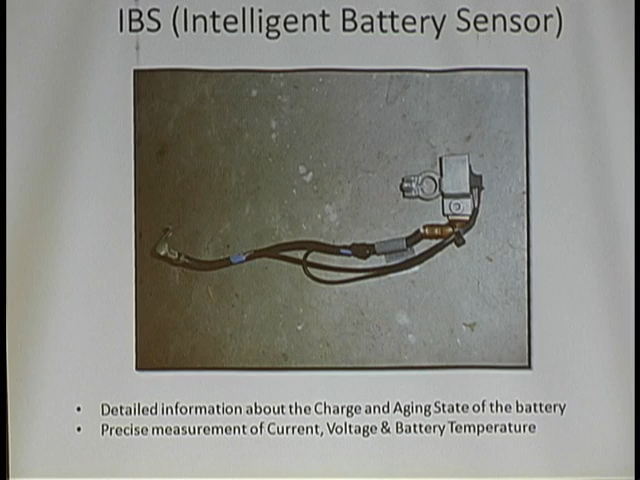 IBS (Intelligent Battery Sensor)
• Detailed information about the Charge and Aging State of the battery
• Precise measurement of Current, Voltage & Battery Temperature